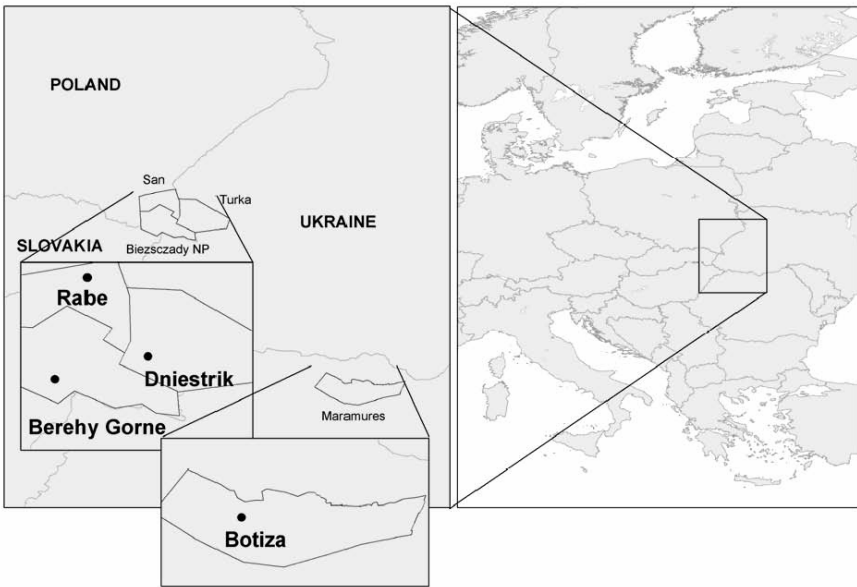 POLAND
San
Turka
UKRAINE
SLOVAKIA
Biezsczady NP
Rabe
Dniestrik
Berehy Gorne
Maramures
Botiza